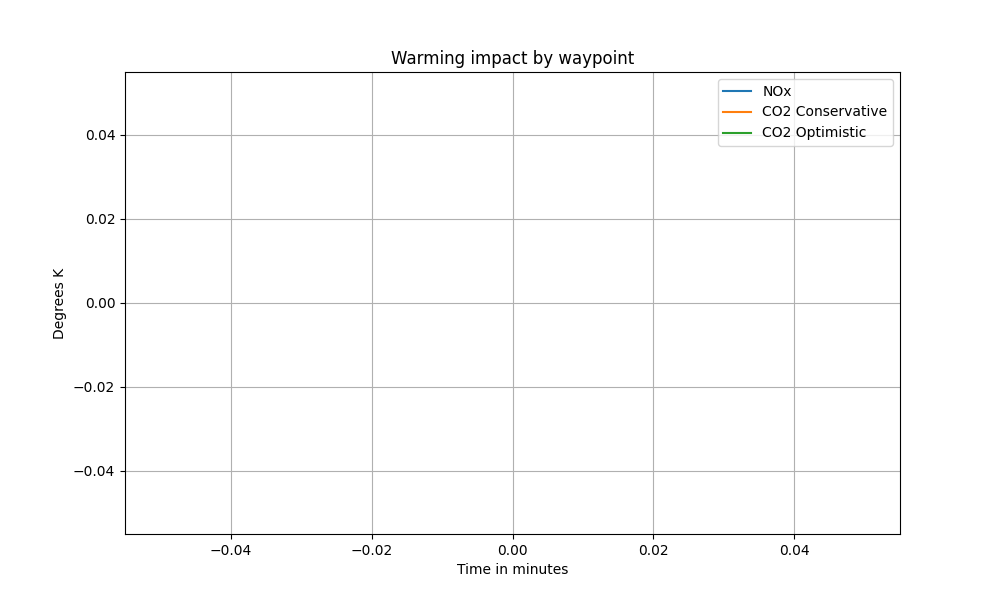 Warming impact by waypoint
NOx
CO2 Conservative
CO2 Optimistic
0.04
0.02
0.00
−0.02
−0.04
Degrees K
−0.04 −0.02 0.00 0.02 0.04
Time in minutes